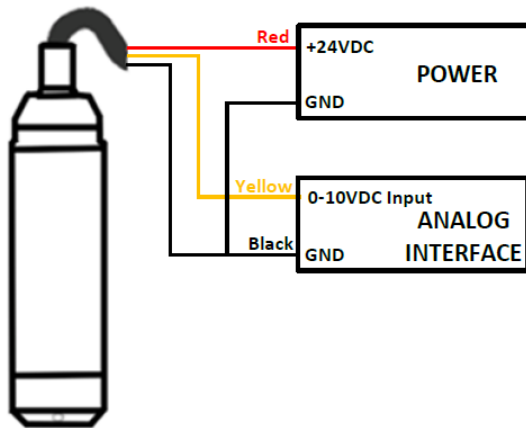 Red
+24VDC
POWER
GND
Yellow
0-10VDC Input
ANALOG
INTERFACE
Black
GND